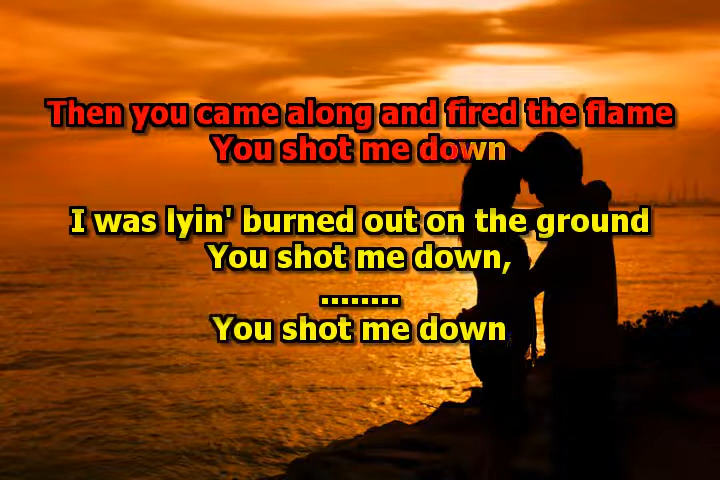 Then you came along and fired the flame
You shot me down
I was lyin' burned out on the ground
You shot me down,
........
You shot me down